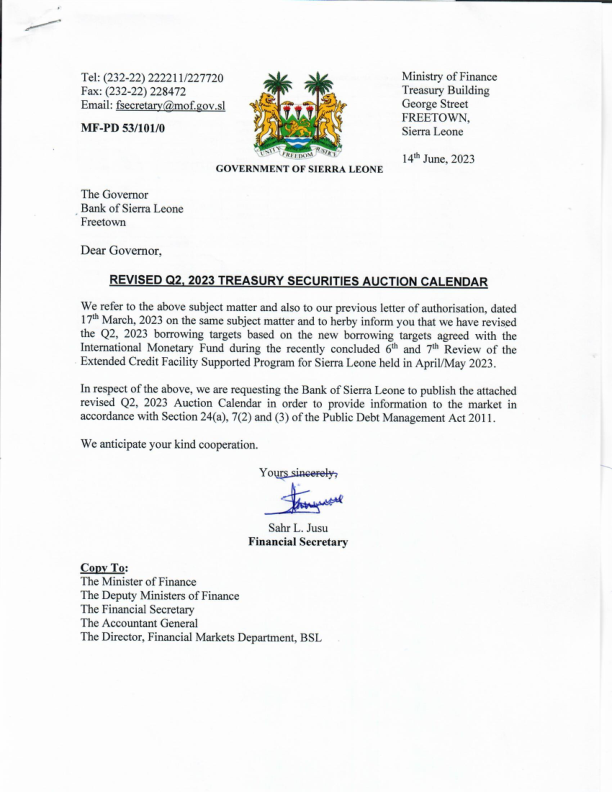 Tel: (232-22) 222211/227720
Fax: (232-22) 228472
Email: fsecretary@mof.gov.sl
MF-PD 53/101/0
UNITY FREEDOM JUSTICE
GOVERNMENT OF SIERRA LEONE
Ministry of Finance
Treasury Building
George Street
FREETOWN,
Sierra Leone
14th June, 2023
The Governor
Bank of Sierra Leone
Freetown
Dear Governor,
REVISED Q2, 2023 TREASURY SECURITIES AUCTION CALENDAR
We refer to the above subject matter and also to our previous letter of authorisation, dated
17th March, 2023 on the same subject matter and to herby inform you that we have revised
the Q2, 2023 borrowing targets based on the new borrowing targets agreed with the
International Monetary Fund during the recently concluded 6th and 7th Review of the
Extended Credit Facility Supported Program for Sierra Leone held in April/May 2023.
In respect of the above, we are requesting the Bank of Sierra Leone to publish the attached
revised Q2, 2023 Auction Calendar in order to provide information to the market in
accordance with Section 24(a), 7(2) and (3) of the Public Debt Management Act 2011.
We anticipate your kind cooperation.
Yours sincerely,
Sahr L. Jusu
Financial Secretary
Copy To:
The Minister of Finance
The Deputy Ministers of Finance
The Financial Secretary
The Accountant General
The Director, Financial Markets Department, BSL